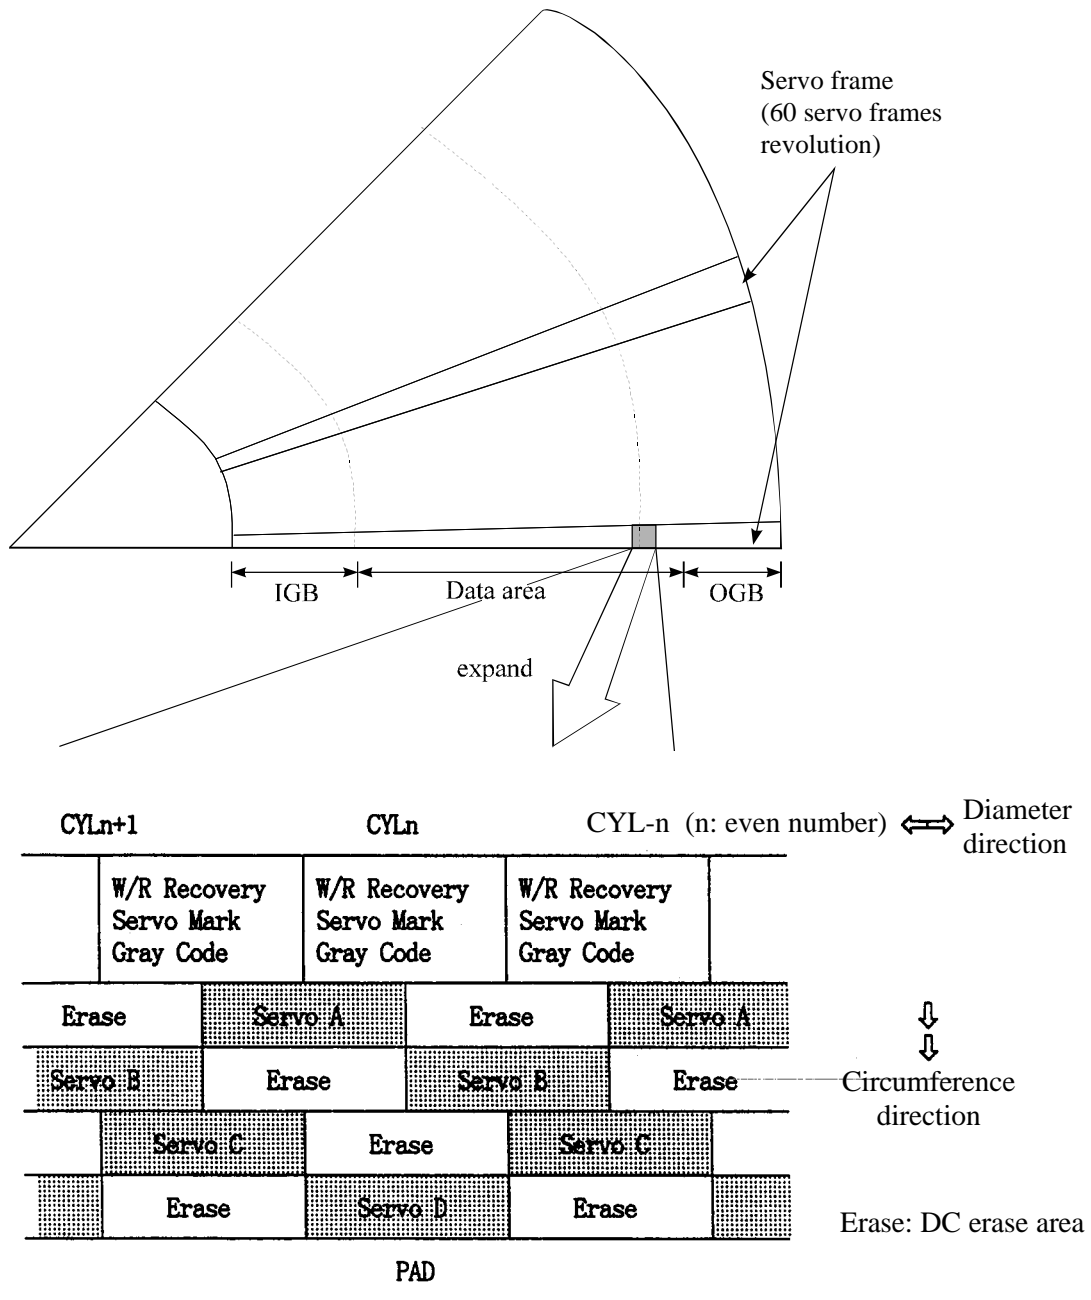 Servo frame
(60 servo frames
revolution)
IGB
Data area
OGB
expand
CYLn+1
CYLn
CYL-n (n: even number)
Diameter
direction
W/R Recovery
Servo Mark
Gray Code
W/R Recovery
Servo Mark
Gray Code
W/R Recovery
Servo Mark
Gray Code
Erase
Servo A
Erase
Servo A
Servo B
Erase
Servo B
Erase
Circumference
direction
Servo C
Erase
Servo C
Erase
Servo D
Erase
Erase: DC erase area
PAD